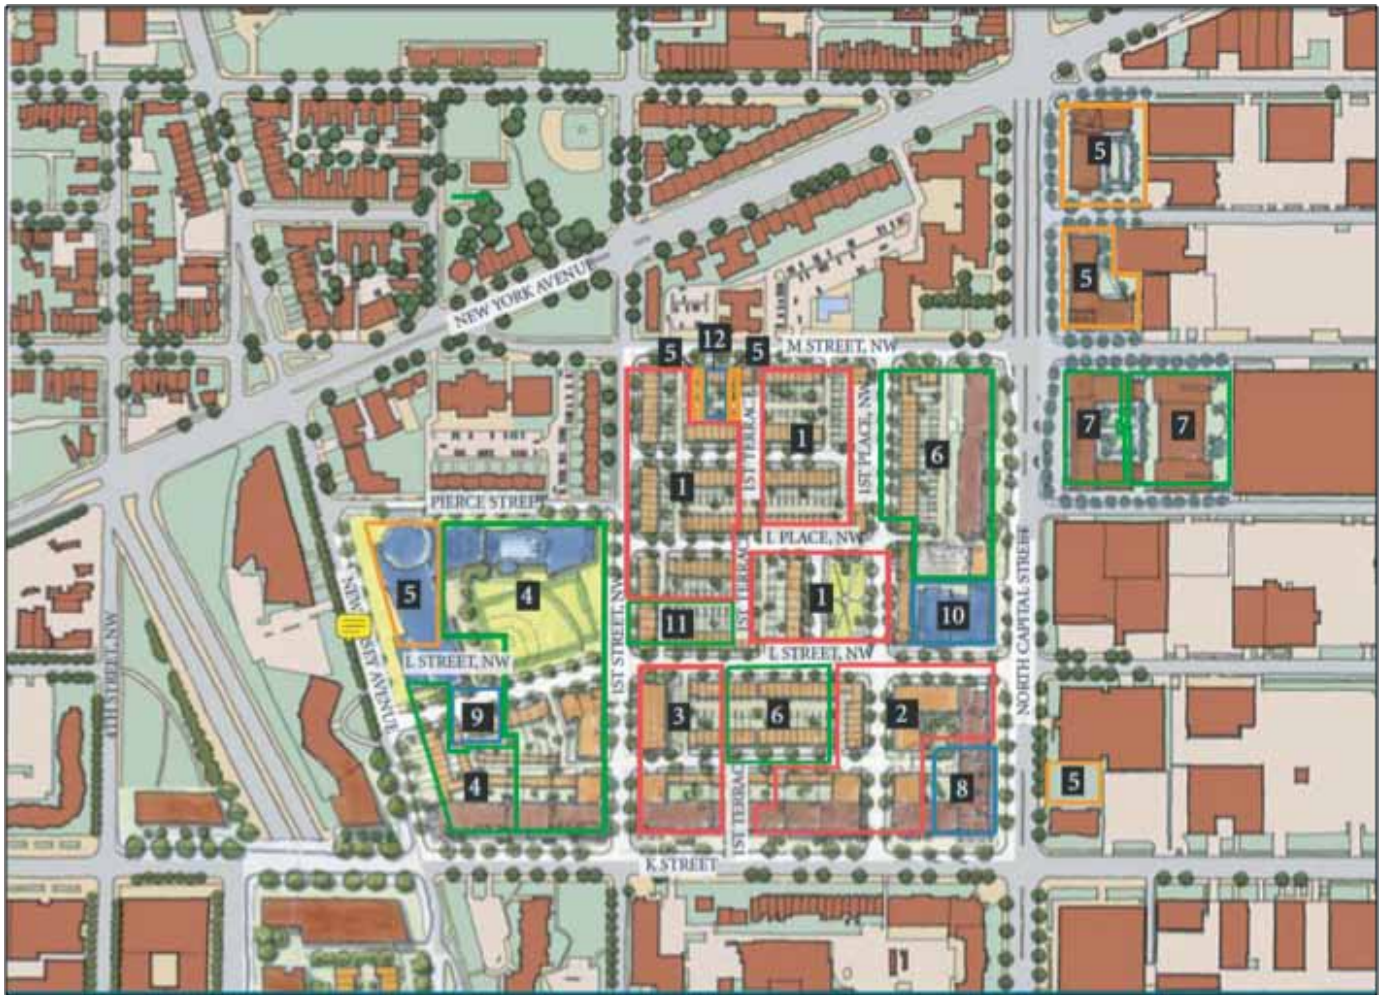 5
5
NEW YORK AVENUE
12
5
5
M STREET, NW
7
7
1
6
1ST TERRACE
1ST PLACE, NW
1
PIERCE STREET
L PLACE, NW
5
4
1
1ST TERRACE
11
10
1ST STREET, NW
NORTH CAPITAL STREET
4TH STREET, NW
L STREET, NW
L STREET, NW
9
3
6
2
4
8
5
1ST TERRACE
K STREET